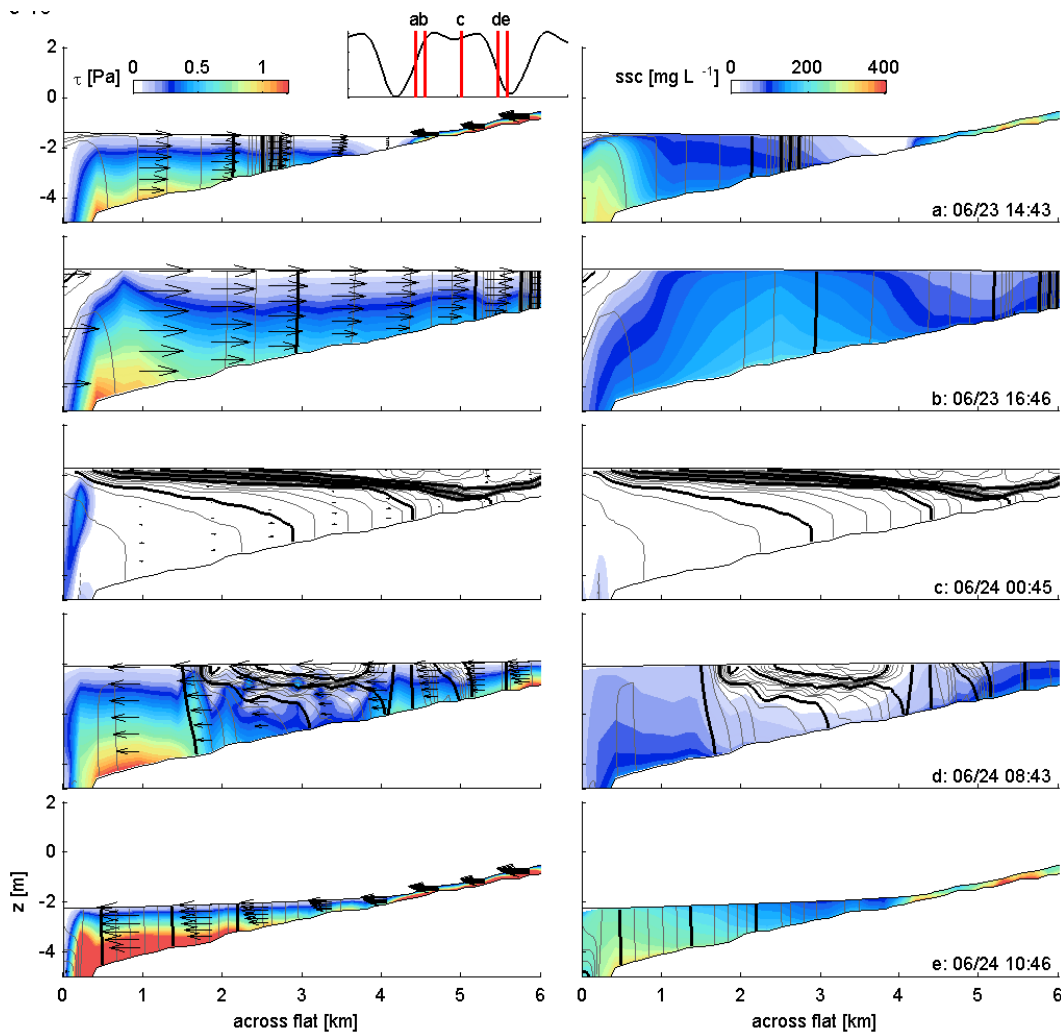 ab c de
τ [Pa] 0 0.5 1
ssc [mg L -1] 0 200 400
2
0
-2
-4
a: 06/23 14:43
b: 06/23 16:46
c: 06/24 00:45
d: 06/24 08:43
2
0
-2
-4
z [m]
e: 06/24 10:46
0 1 2 3 4 5 6
0 1 2 3 4 5 6
across flat [km]
across flat [km]